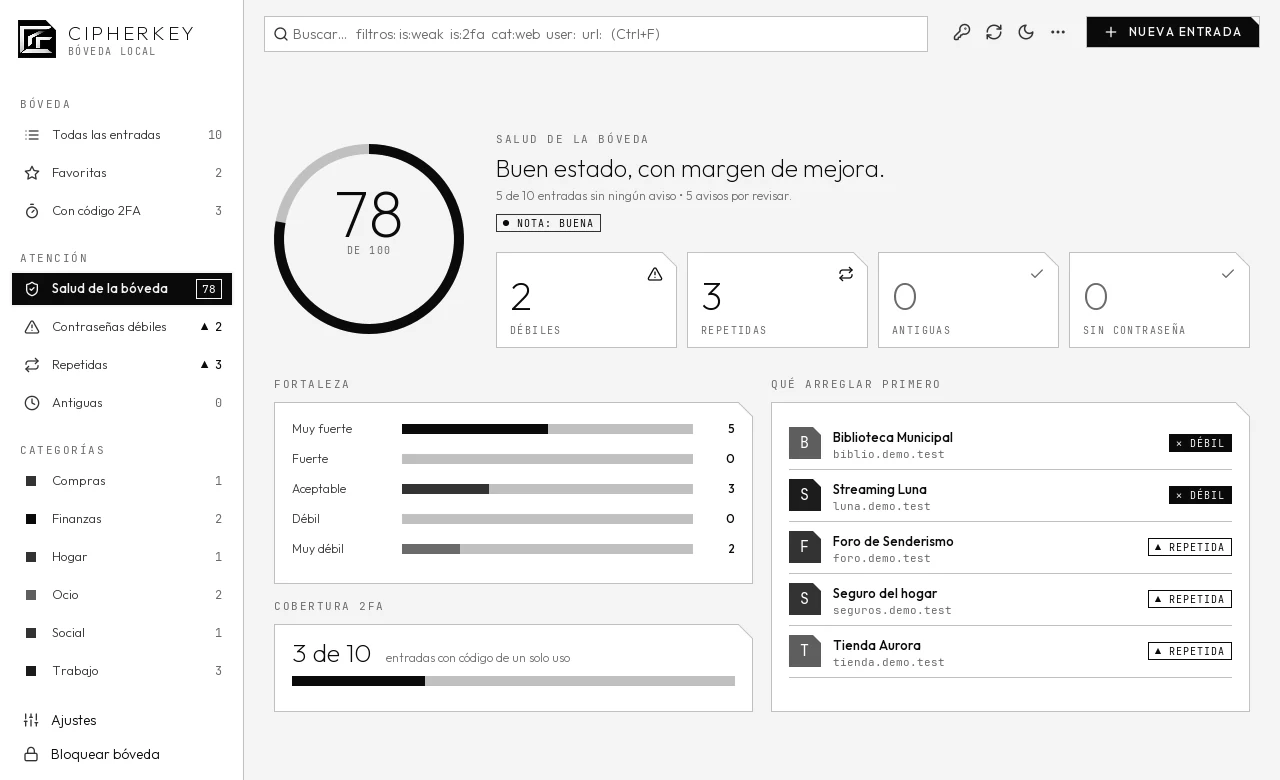 CIPHERKEY
BÓVEDA LOCAL
BÓVEDA
Todas las entradas 10
Favoritas 2
Con código 2FA 3
ATENCIÓN
Salud de la bóveda 78
Contraseñas débiles ▲ 2
Repetidas ▲ 3
Antiguas 0
CATEGORÍAS
Compras 1
Finanzas 2
Hogar 1
Ocio 2
Social 1
Trabajo 3
Ajustes
Bloquear bóveda
Buscar... filtros: is:weak is:2fa cat:web user: url: (Ctrl+F)
NUEVA ENTRADA
78
DE 100
SALUD DE LA BÓVEDA
Buen estado, con margen de mejora.
5 de 10 entradas sin ningún aviso • 5 avisos por revisar.
● NOTA: BUENA
2
DÉBILES
3
REPETIDAS
0
ANTIGUAS
0
SIN CONTRASEÑA
FORTALEZA
Muy fuerte 5
Fuerte 0
Aceptable 3
Débil 0
Muy débil 2
COBERTURA 2FA
3 de 10 entradas con código de un solo uso
QUÉ ARREGLAR PRIMERO
B
Biblioteca Municipal
biblio.demo.test
× DÉBIL
S
Streaming Luna
luna.demo.test
× DÉBIL
F
Foro de Senderismo
foro.demo.test
▲ REPETIDA
S
Seguro del hogar
seguros.demo.test
▲ REPETIDA
T
Tienda Aurora
tienda.demo.test
▲ REPETIDA